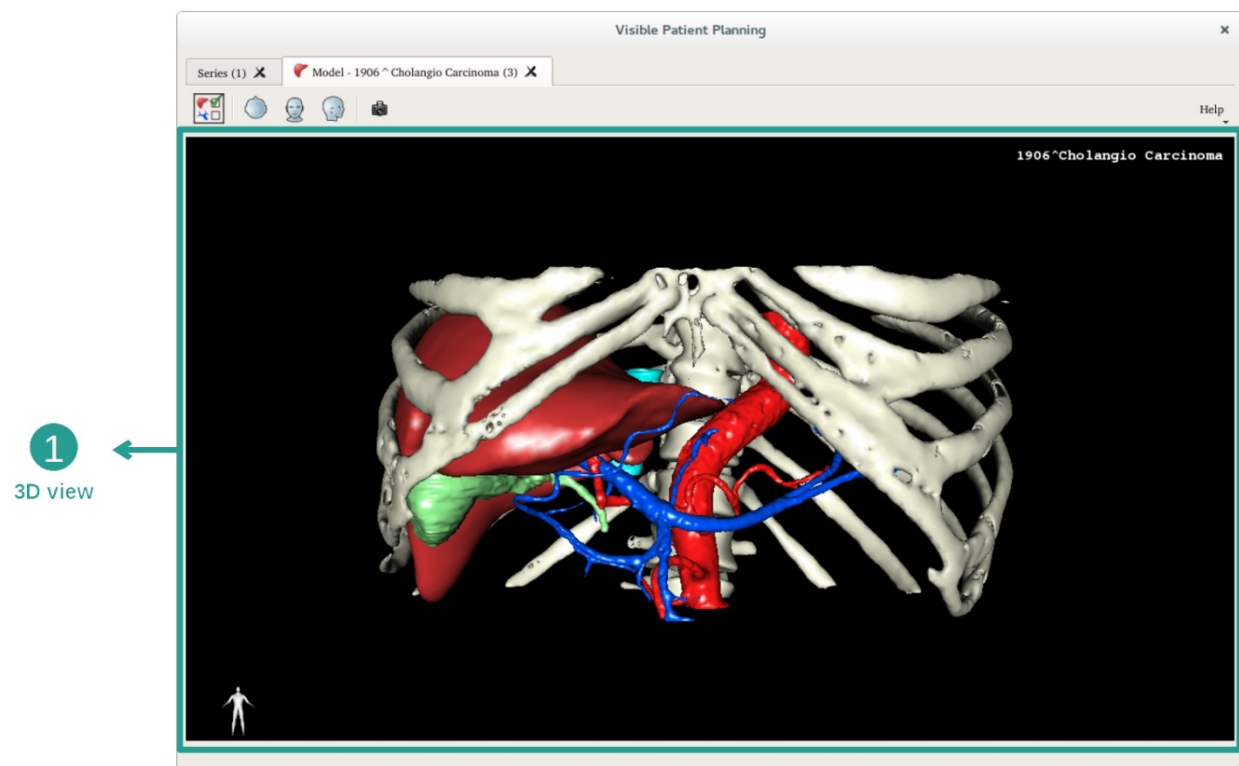 Visible Patient Planning
Series (1)
Model - 1906 ^ Cholangio Carcinoma (3)
Help
1906^Cholangio Carcinoma
1
3D view